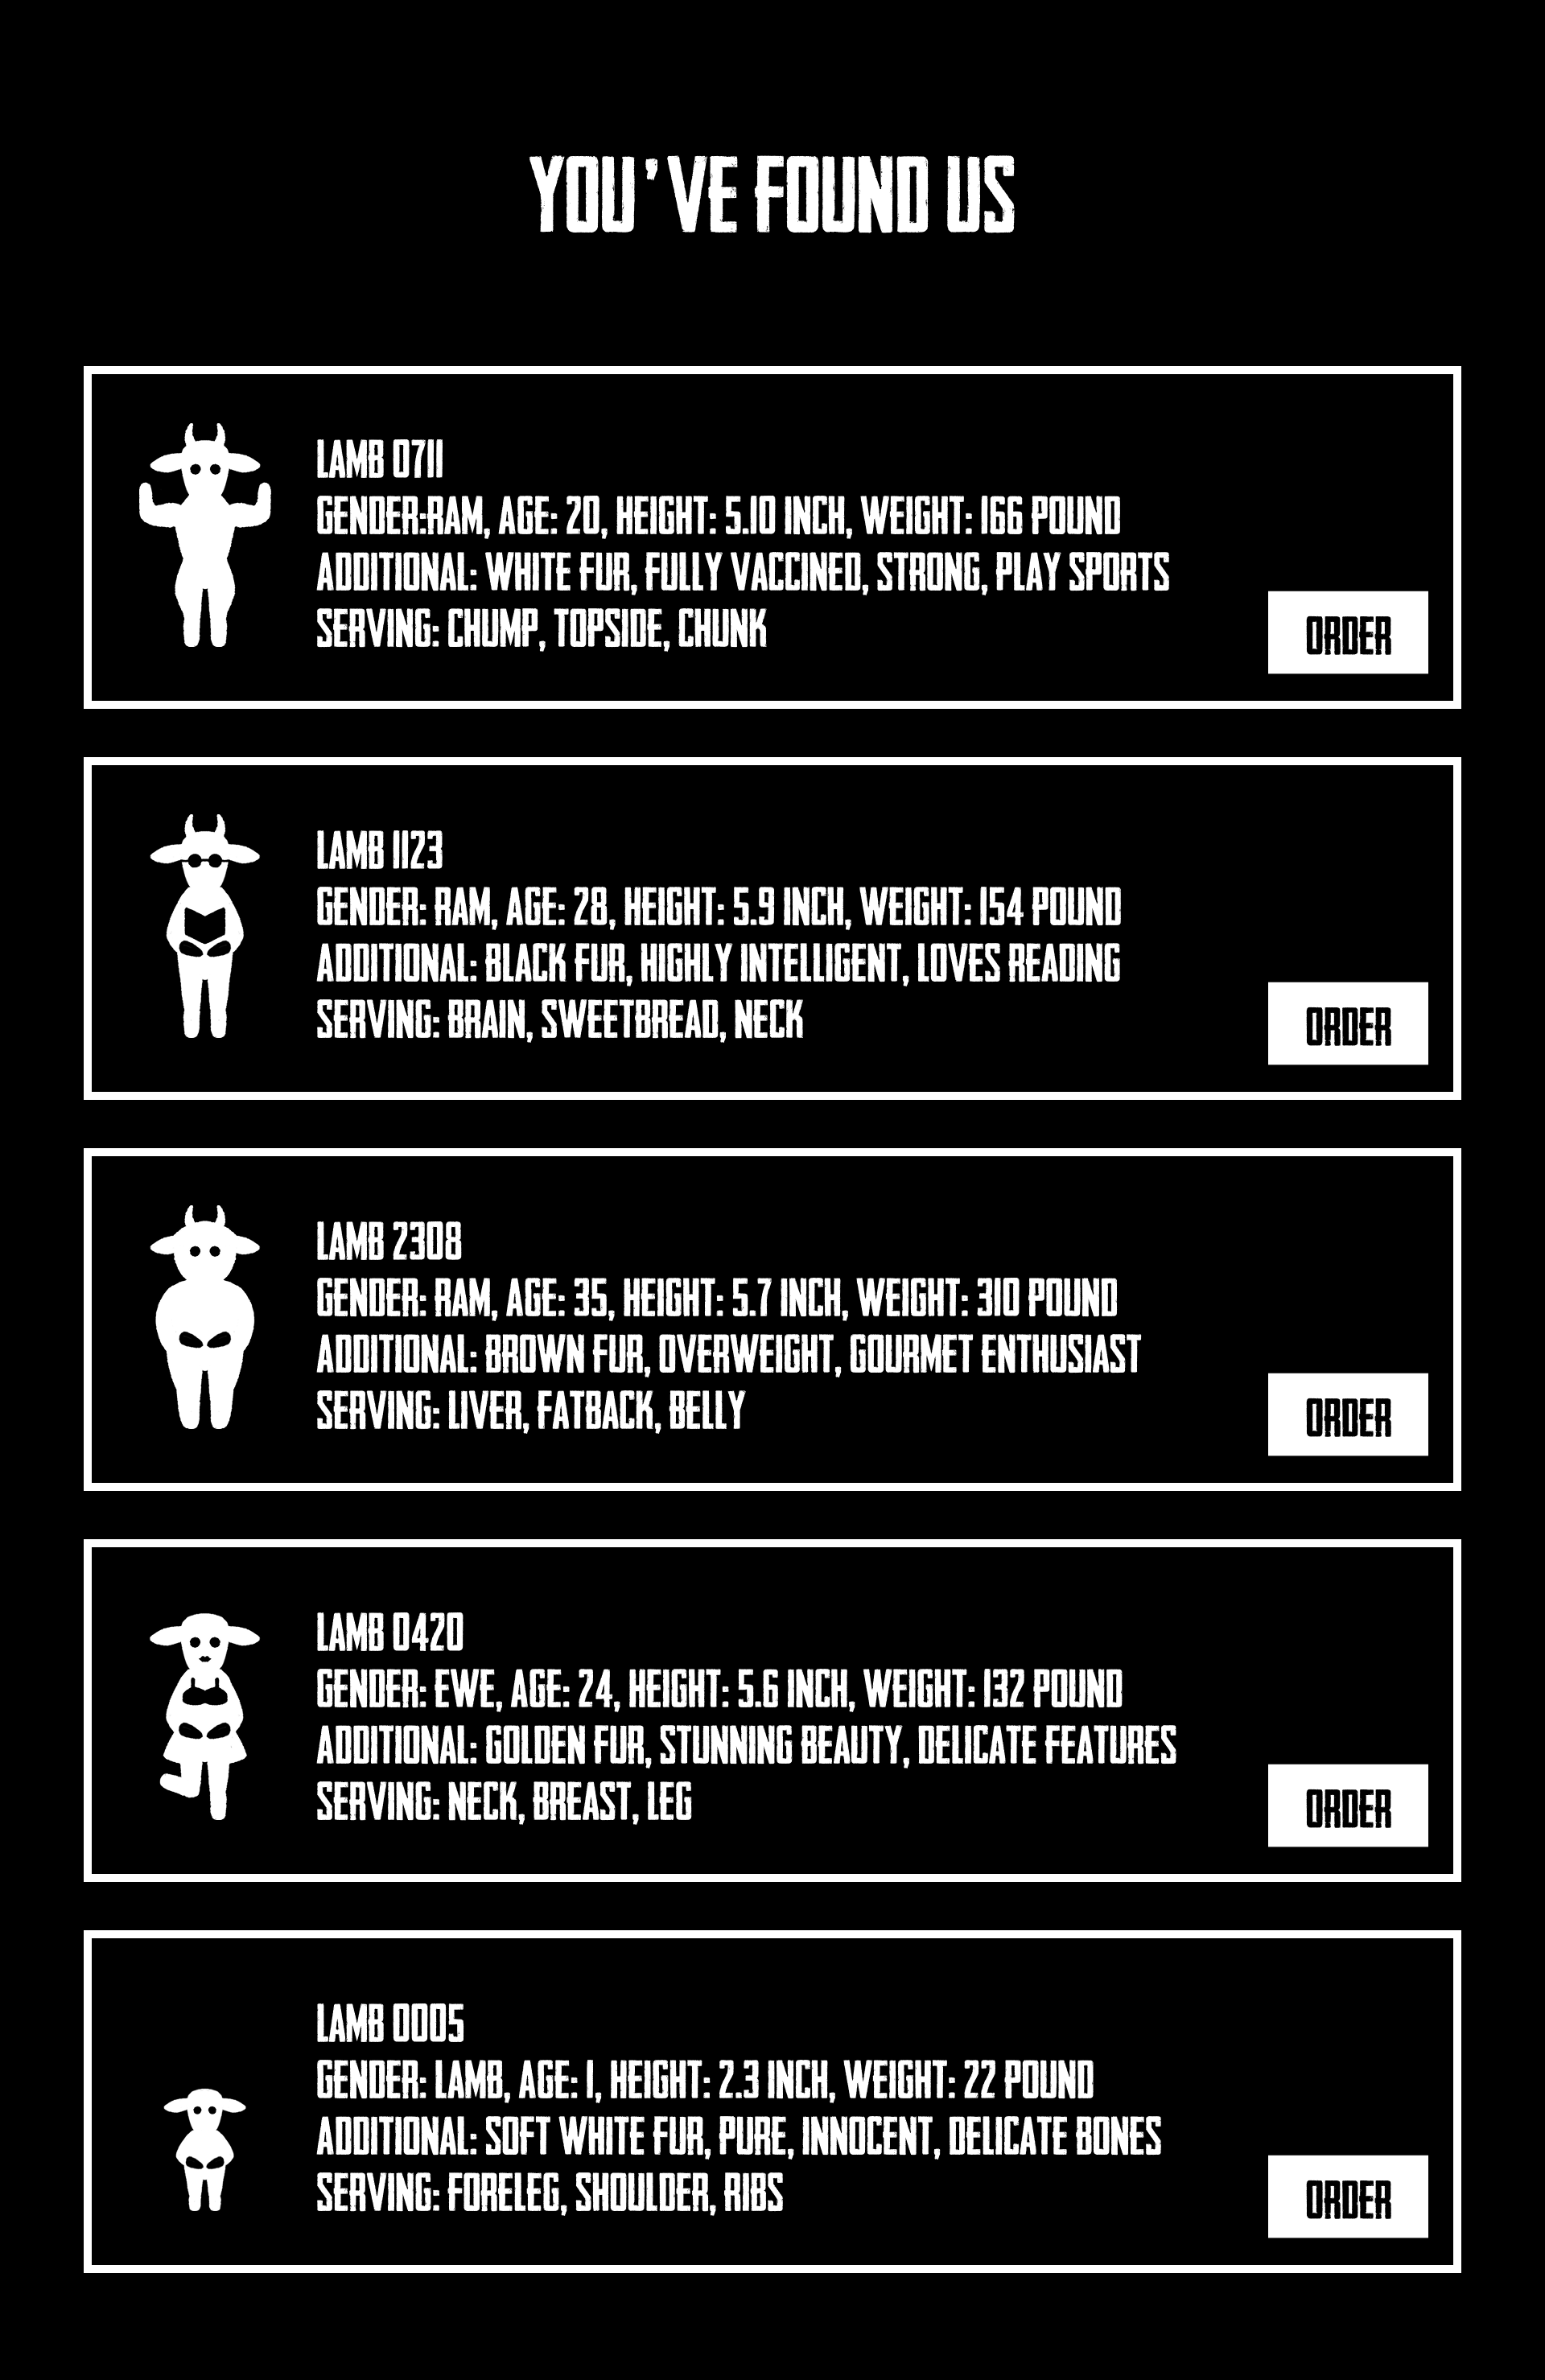 YOU'VE FOUND US
LAMB 0711
GENDER:RAM, AGE: 20, HEIGHT: 5.10 INCH, WEIGHT: 166 POUND
ADDITIONAL: WHITE FUR, FULLY VACCINED, STRONG, PLAY SPORTS
SERVING: CHUMP, TOPSIDE, CHUNK
ORDER
LAMB 1123
GENDER: RAM, AGE: 28, HEIGHT: 5.9 INCH, WEIGHT: 154 POUND
ADDITIONAL: BLACK FUR, HIGHLY INTELLIGENT, LOVES READING
SERVING: BRAIN, SWEETBREAD, NECK
ORDER
LAMB 2308
GENDER: RAM, AGE: 35, HEIGHT: 5.7 INCH, WEIGHT: 310 POUND
ADDITIONAL: BROWN FUR, OVERWEIGHT, GOURMET ENTHUSIAST
SERVING: LIVER, FATBACK, BELLY
ORDER
LAMB 0420
GENDER: EWE, AGE: 24, HEIGHT: 5.6 INCH, WEIGHT: 132 POUND
ADDITIONAL: GOLDEN FUR, STUNNING BEAUTY, DELICATE FEATURES
SERVING: NECK, BREAST, LEG
ORDER
LAMB 0005
GENDER: LAMB, AGE: 1, HEIGHT: 2.3 INCH, WEIGHT: 22 POUND
ADDITIONAL: SOFT WHITE FUR, PURE, INNOCENT, DELICATE BONES
SERVING: FORELEG, SHOULDER, RIBS
ORDER